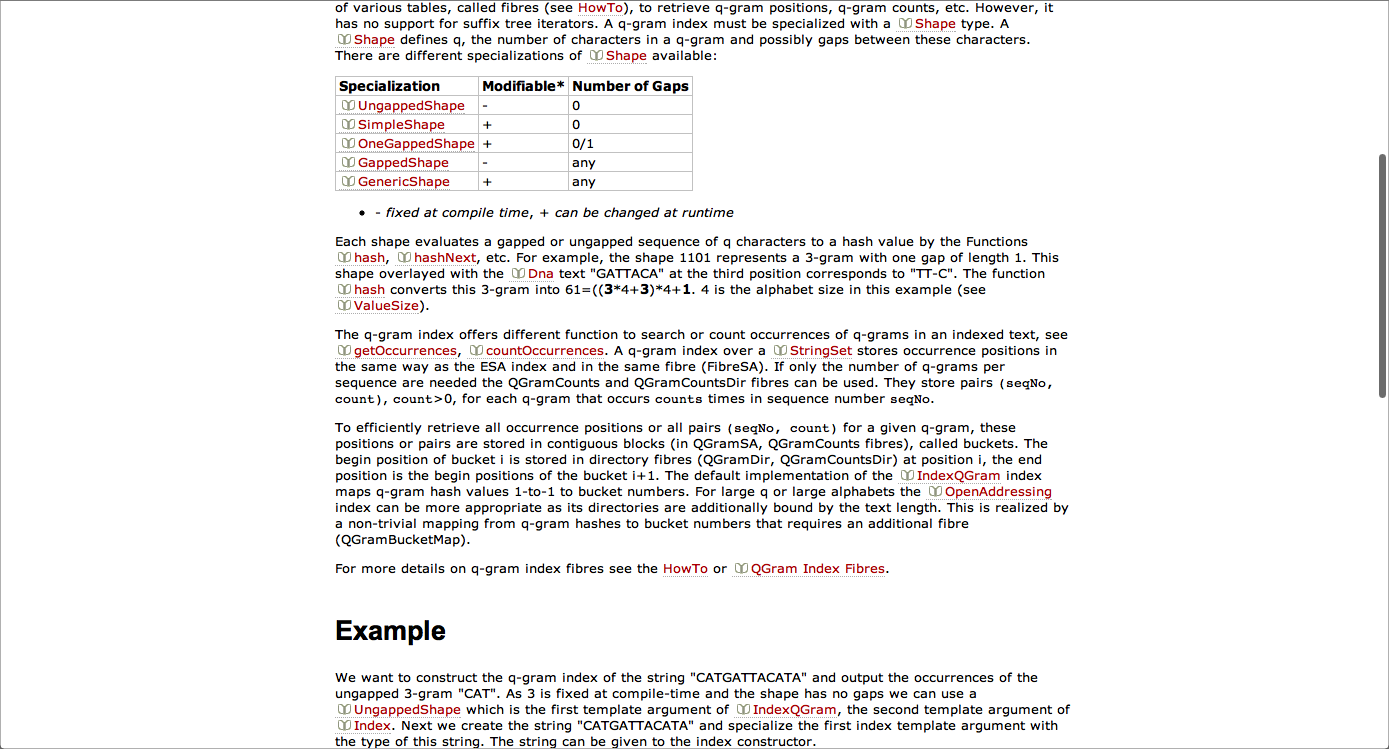 of various tables, called fibres (see HowTo), to retrieve q-gram positions, q-gram counts, etc. However, it
has no support for suffix tree iterators. A q-gram index must be specialized with a Shape type. A
Shape defines q, the number of characters in a q-gram and possibly gaps between these characters.
There are different specializations of Shape available:
Specialization Modifiable* Number of Gaps
UngappedShape - 0
SimpleShape + 0
OneGappedShape + 0/1
GappedShape - any
GenericShape + any
• - fixed at compile time, + can be changed at runtime
Each shape evaluates a gapped or ungapped sequence of q characters to a hash value by the Functions
hash, hashNext, etc. For example, the shape 1101 represents a 3-gram with one gap of length 1. This
shape overlayed with the Dna text "GATTACA" at the third position corresponds to "TT-C". The function
hash converts this 3-gram into 61=((3*4+3)*4+1. 4 is the alphabet size in this example (see
ValueSize).
The q-gram index offers different function to search or count occurrences of q-grams in an indexed text, see
getOccurrences, countOccurrences. A q-gram index over a StringSet stores occurrence positions in
the same way as the ESA index and in the same fibre (FibreSA). If only the number of q-grams per
sequence are needed the QGramCounts and QGramCountsDir fibres can be used. They store pairs (seqNo,
count), count>0, for each q-gram that occurs counts times in sequence number seqNo.
To efficiently retrieve all occurrence positions or all pairs (seqNo, count) for a given q-gram, these
positions or pairs are stored in contiguous blocks (in QGramSA, QGramCounts fibres), called buckets. The
begin position of bucket i is stored in directory fibres (QGramDir, QGramCountsDir) at position i, the end
position is the begin positions of the bucket i+1. The default implementation of the IndexQGram index
maps q-gram hash values 1-to-1 to bucket numbers. For large q or large alphabets the OpenAddressing
index can be more appropriate as its directories are additionally bound by the text length. This is realized by
a non-trivial mapping from q-gram hashes to bucket numbers that requires an additional fibre
(QGramBucketMap).
For more details on q-gram index fibres see the HowTo or QGram Index Fibres.
Example
We want to construct the q-gram index of the string "CATGATTACATA" and output the occurrences of the
ungapped 3-gram "CAT". As 3 is fixed at compile-time and the shape has no gaps we can use a
UngappedShape which is the first template argument of IndexQGram, the second template argument of
Index. Next we create the string "CATGATTACATA" and specialize the first index template argument with
the type of this string. The string can be given to the index constructor.